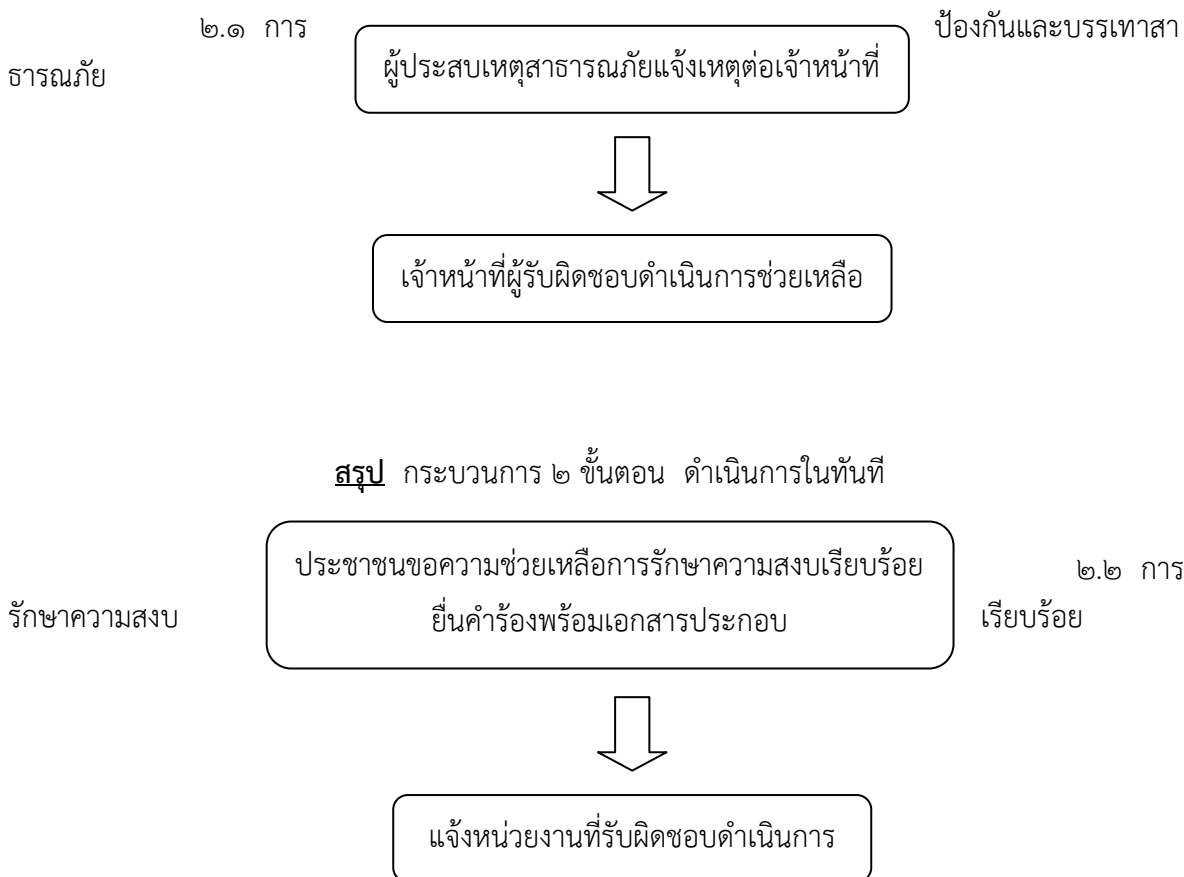 ๒.๑ การ ป้องกันและบรรเทาสา
ธารณภัย
ผู้ประสบเหตุสาธารณภัยแจ้งเหตุต่อเจ้าหน้าที่
เจ้าหน้าที่ผู้รับผิดชอบดำเนินการช่วยเหลือ
สรุป กระบวนการ ๒ ขั้นตอน ดำเนินการในทันที
๒.๒ การ
รักษาความสงบ เรียบร้อย
ประชาชนขอความช่วยเหลือการรักษาความสงบเรียบร้อย
ยื่นคำร้องพร้อมเอกสารประกอบ
แจ้งหน่วยงานที่รับผิดชอบดำเนินการ